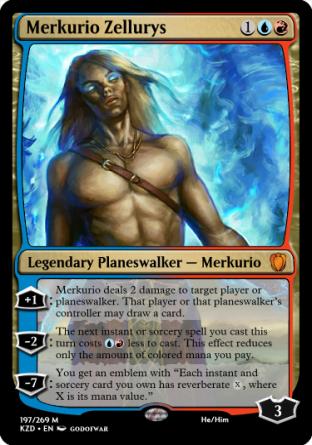 Merkurio Zellurys 1
Legendary Planeswalker — Merkurio
+1 Merkurio deals 2 damage to target player or
planeswalker. That player or that planeswalker's
controller may draw a card.
-2 The next instant or sorcery spell you cast this
turn costs less to cast. This effect reduces
only the amount of colored mana you pay.
-7 You get an emblem with "Each instant and
sorcery card you own has reverberate X, where
X is its mana value."
3
197/269 M He/Him
KZD • EN GODOFWAR